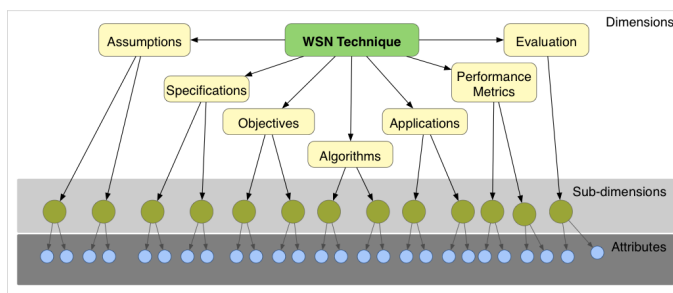 Dimensions
Assumptions
WSN Technique
Evaluation
Specifications
Performance
Metrics
Objectives
Applications
Algorithms
Sub-dimensions
Attributes